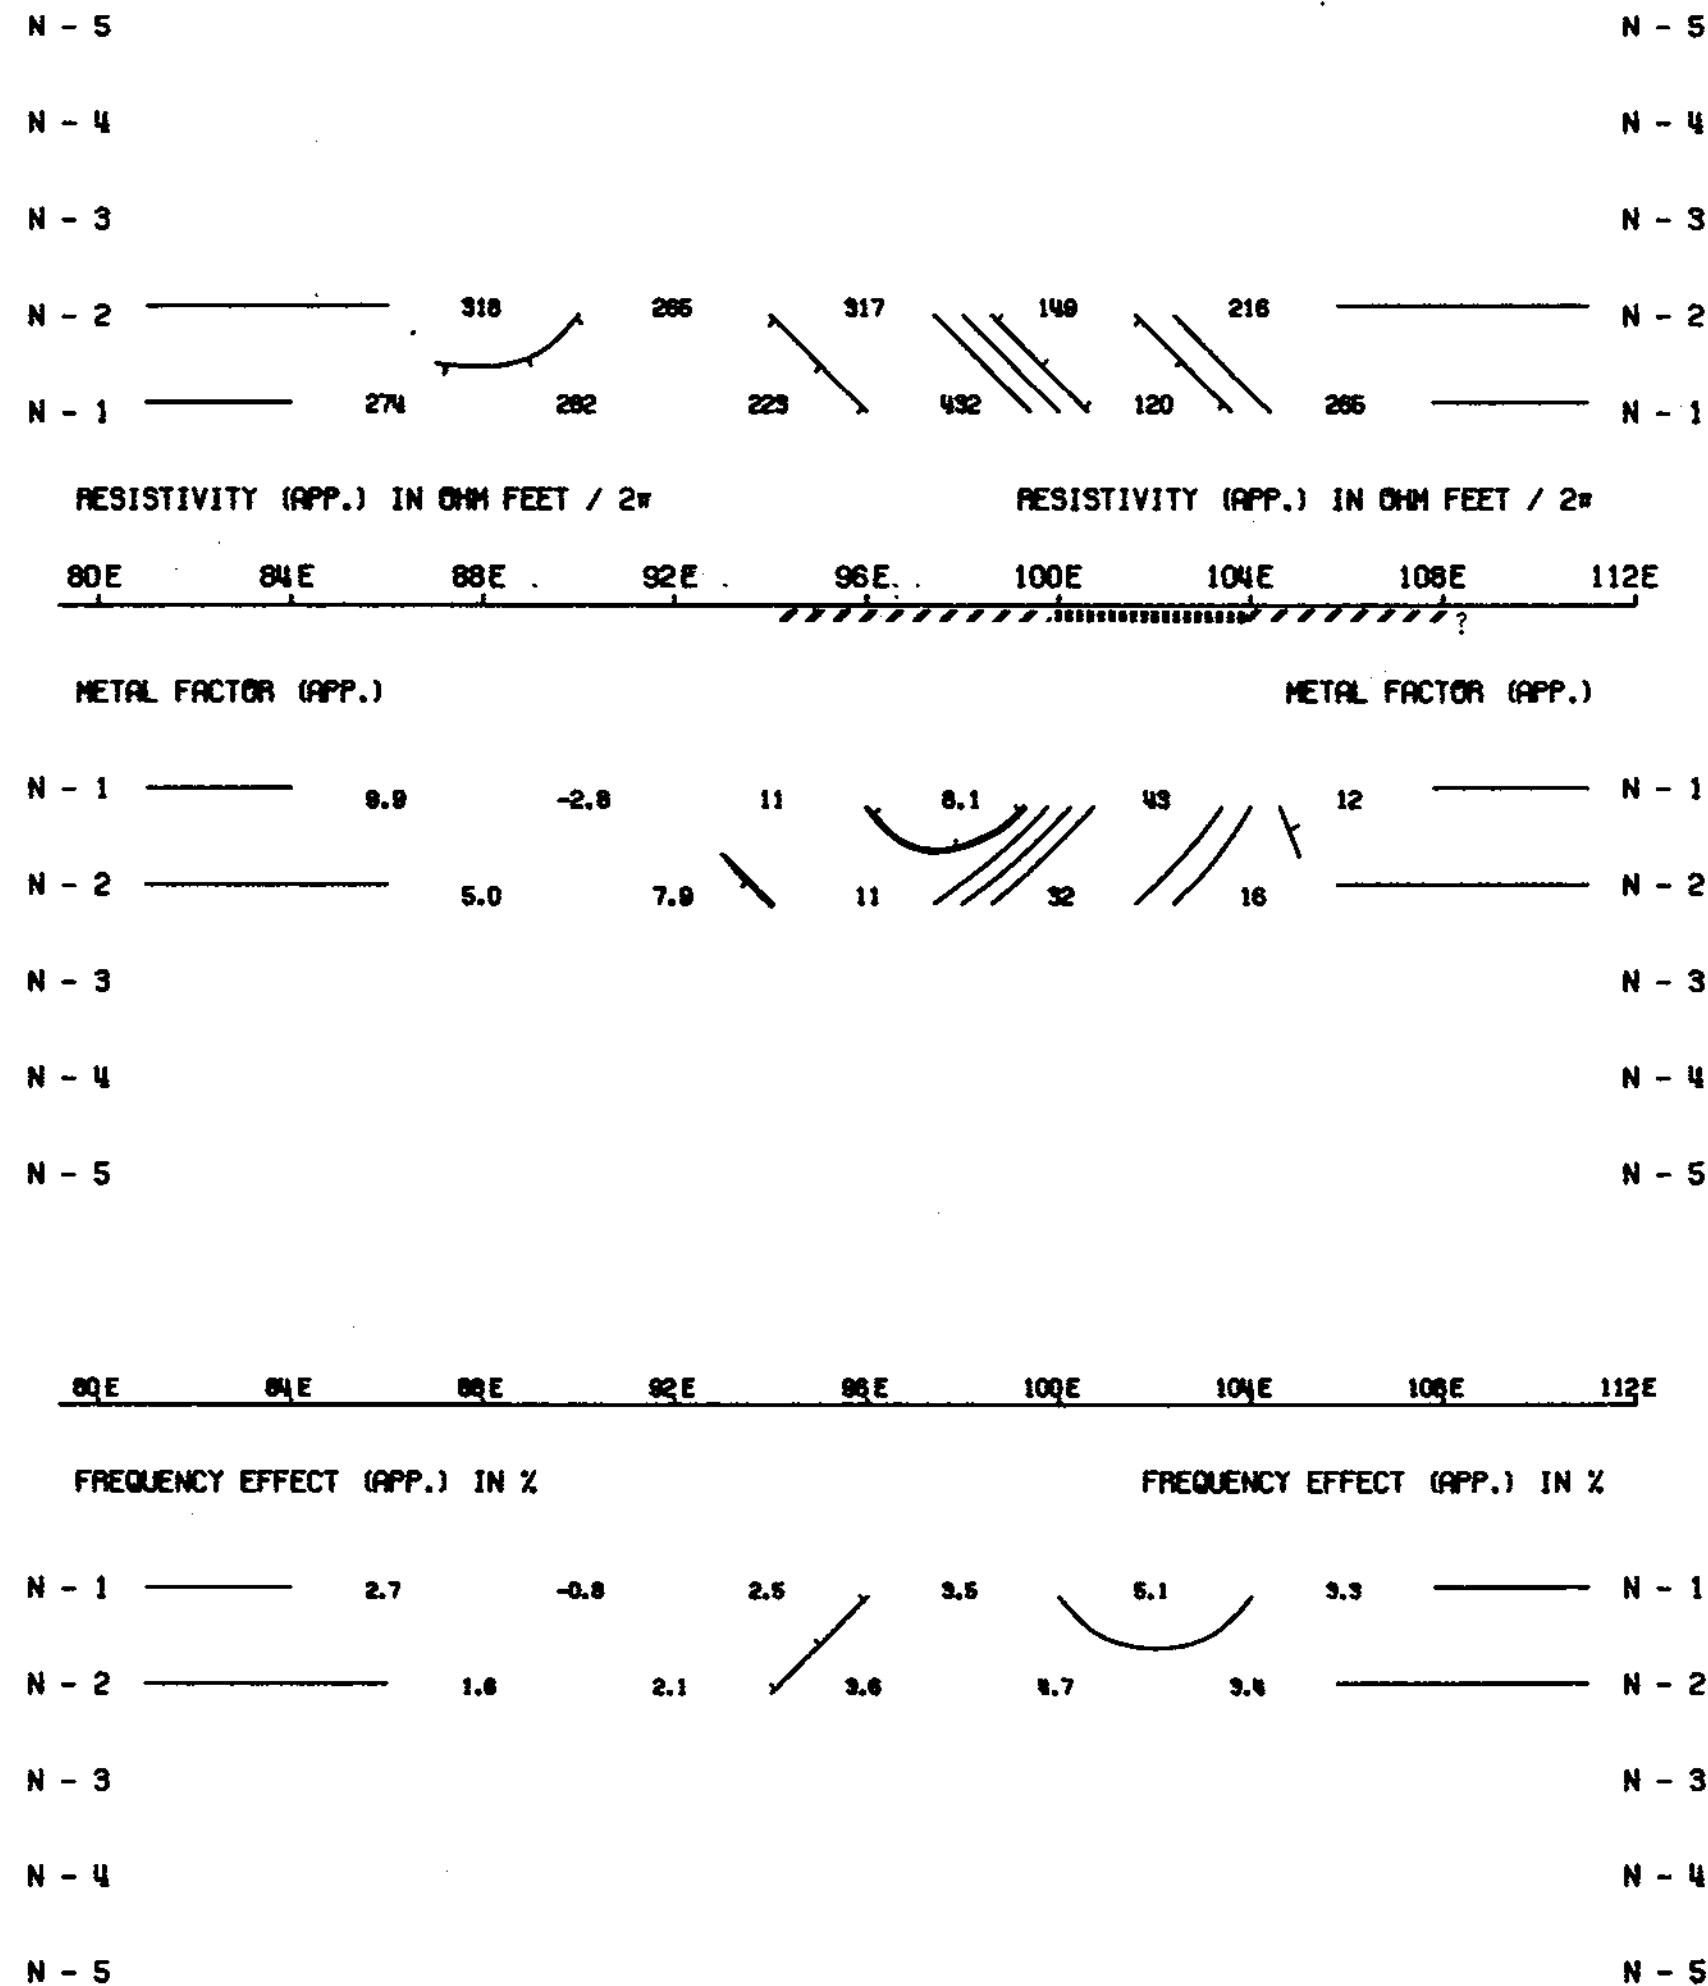 N - 5 N - 5
N - 4 N - 4
N - 3 N - 3
N - 2 318 265 317 149 216 N - 2
N - 1 274 282 223 432 120 265 N - 1
RESISTIVITY (APP.) IN OHM FEET / 2π RESISTIVITY (APP.) IN OHM FEET / 2π
80E 84E 88E 92E 96E 100E 104E 108E 112E
?
METAL FACTOR (APP.) METAL FACTOR (APP.)
N - 1 9.9 -2.8 11 8.1 43 12 N - 1
N - 2 5.0 7.9 11 32 16 N - 2
N - 3 N - 3
N - 4 N - 4
N - 5 N - 5
80E 84E 88E 92E 96E 100E 104E 108E 112E
FREQUENCY EFFECT (APP.) IN % FREQUENCY EFFECT (APP.) IN %
N - 1 2.7 -0.8 2.5 3.5 5.1 3.3 N - 1
N - 2 1.6 2.1 3.6 4.7 3.4 N - 2
N - 3 N - 3
N - 4 N - 4
N - 5 N - 5